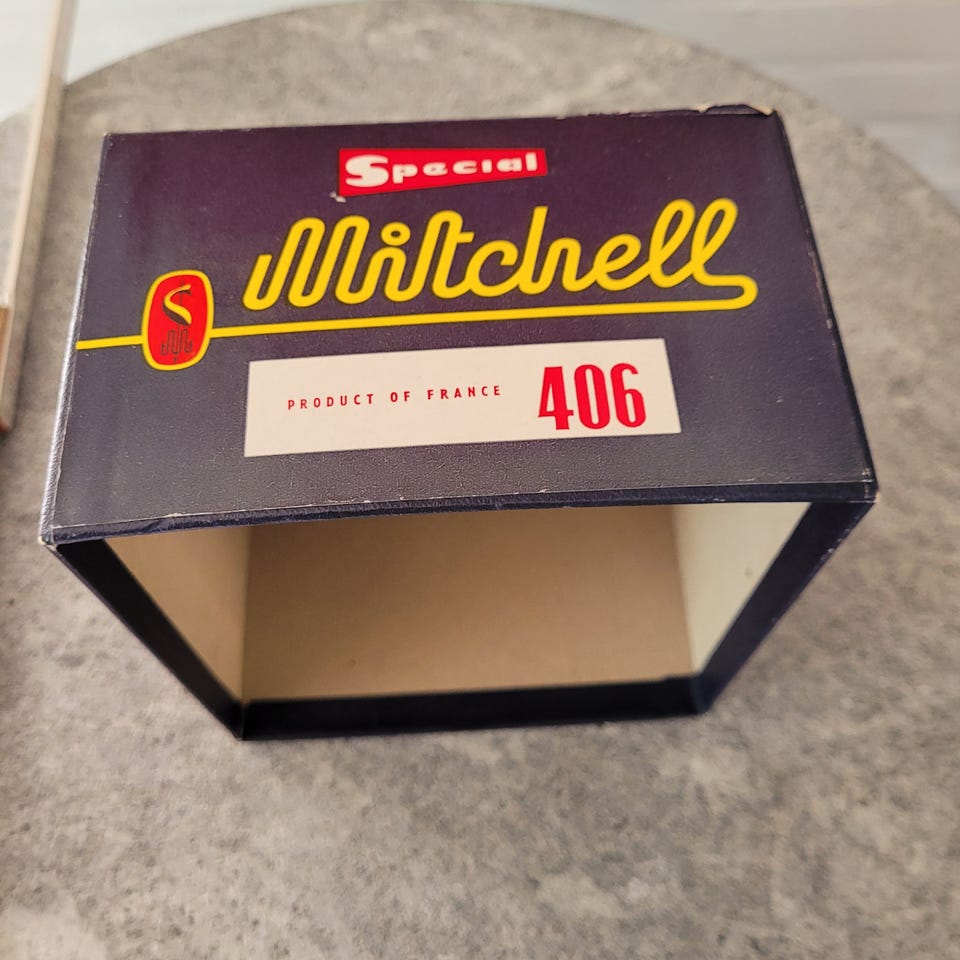 Special
Mitchell
PRODUCT OF FRANCE 406